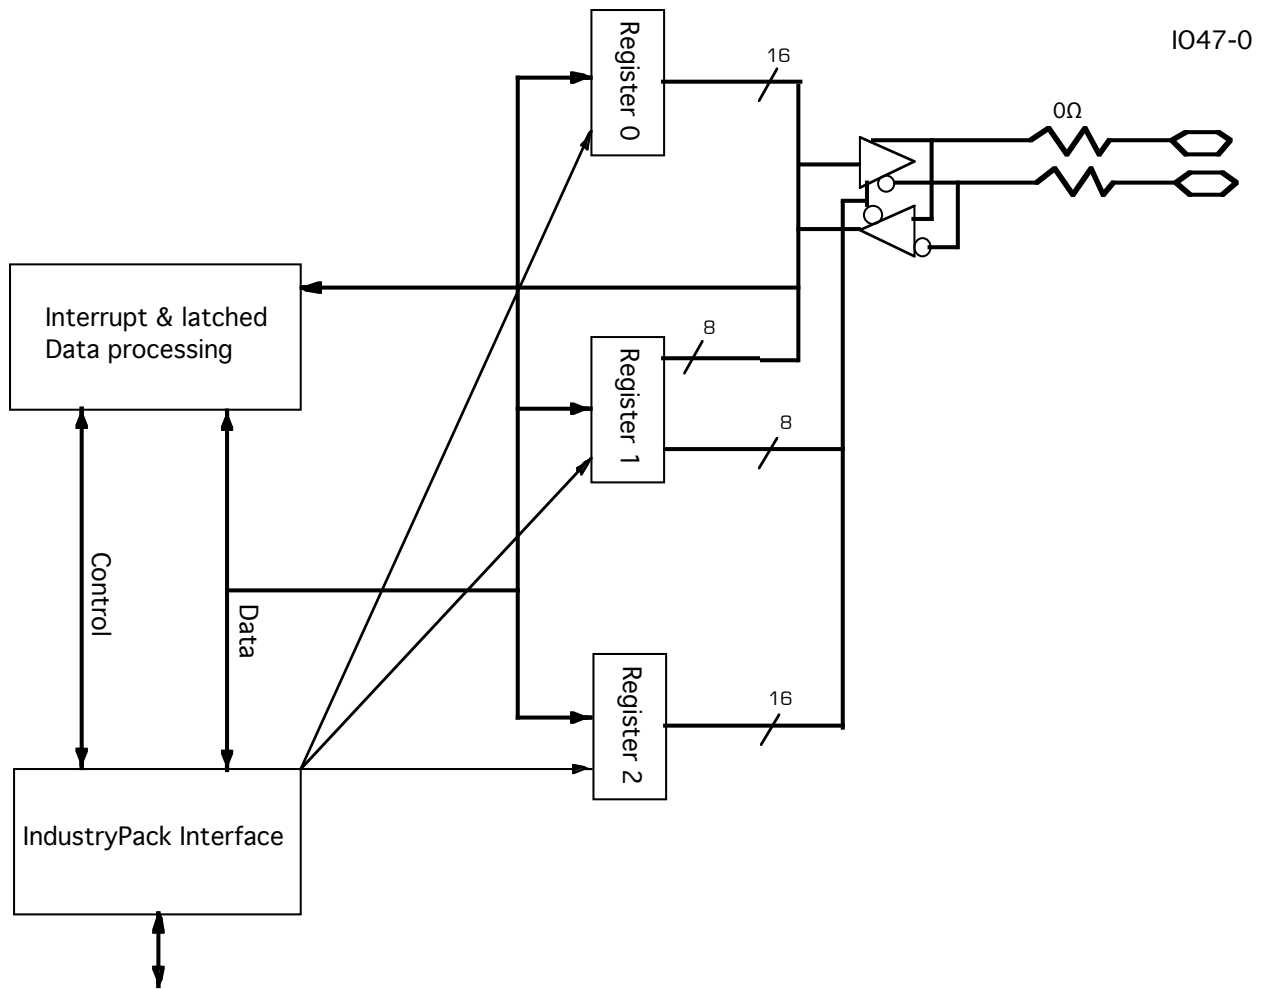 Register 0
16
IO47-0
0Ω
Interrupt & latched
Data processing
Register 1
8
8
Control
Data
Register 2
16
IndustryPack Interface